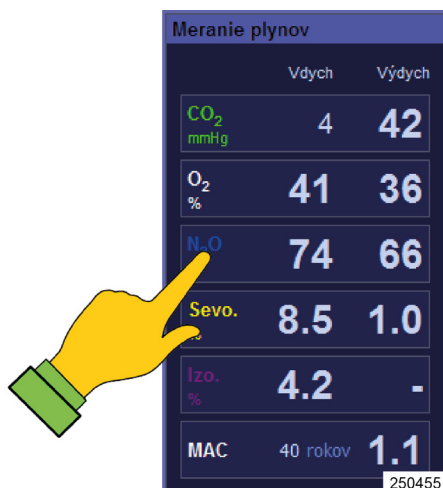 Meranie plynov
Vdych Výdych
CO₂ 4 42
mmHg
O₂ 41 36
%
N₂O 74 66
Sevo. 8.5 1.0
Izo. 4.2 -
%
MAC 40 rokov 1.1
250455